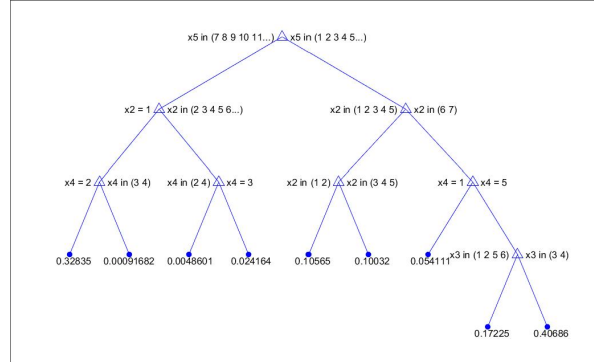 x5 in (7 8 9 10 11...) x5 in (1 2 3 4 5...)
x2 = 1 x2 in (2 3 4 5 6...) x2 in (1 2 3 4 5) x2 in (6 7)
x4 = 2 x4 in (3 4) x4 in (2 4) x4 = 3 x2 in (1 2) x2 in (3 4 5) x4 = 1 x4 = 5
0.32835 0.00091682 0.0048601 0.024164 0.10565 0.10032 0.054111 x3 in (1 2 5 6) x3 in (3 4)
0.17225 0.40686